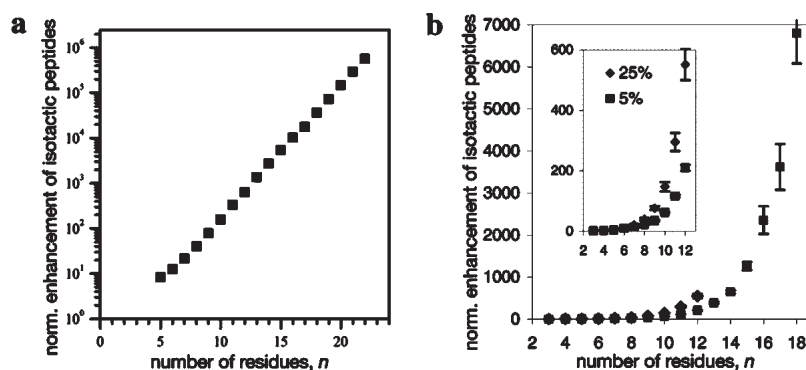 a
norm. enhancement of isotactic peptides
10⁶
10⁵
10⁴
10³
10²
10¹
10⁰
0 5 10 15 20
number of residues, n
b
norm. enhancement of isotactic peptides
7000
6000
5000
4000
3000
2000
1000
0
2 4 6 8 10 12 14 16 18
number of residues, n
600
400
200
0
2 4 6 8 10 12
25%
5%